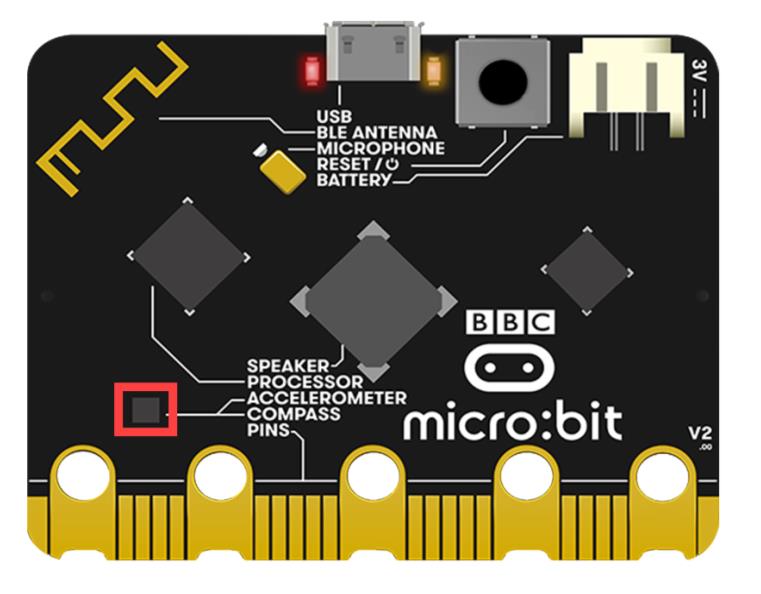 3V
USB
BLE ANTENNA
MICROPHONE
RESET / ⏻
BATTERY
BBC
SPEAKER
PROCESSOR
ACCELEROMETER
COMPASS
PINS
micro:bit
V2
.00